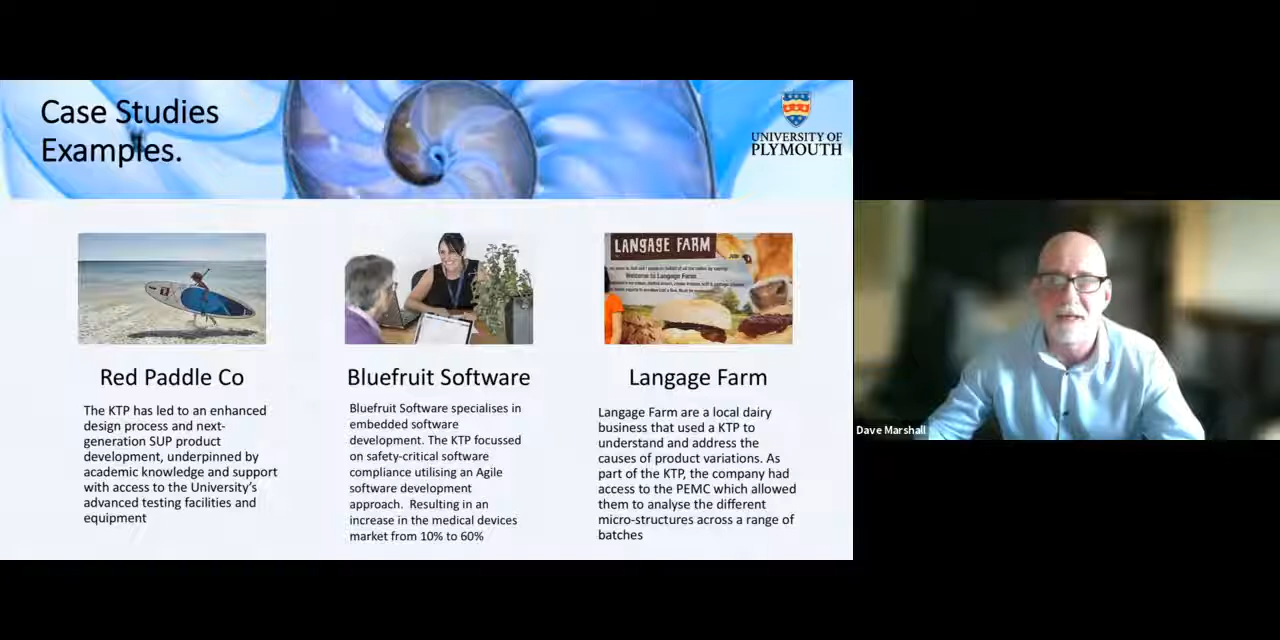 Case Studies
Examples.
UNIVERSITY OF
PLYMOUTH
LANGAGE FARM
Welcome to Langage Farm
Red Paddle Co
The KTP has led to an enhanced
design process and next-
generation SUP product
development, underpinned by
academic knowledge and support
with access to the University's
advanced testing facilities and
equipment
Bluefruit Software
Bluefruit Software specialises in
embedded software
development. The KTP focussed
on safety-critical software
compliance utilising an Agile
software development
approach.  Resulting in an
increase in the medical devices
market from 10% to 60%
Langage Farm
Langage Farm are a local dairy
business that used a KTP to
understand and address the
causes of product variations. As
part of the KTP, the company had
access to the PEMC which allowed
them to analyse the different
micro-structures across a range of
batches
Dave Marshall